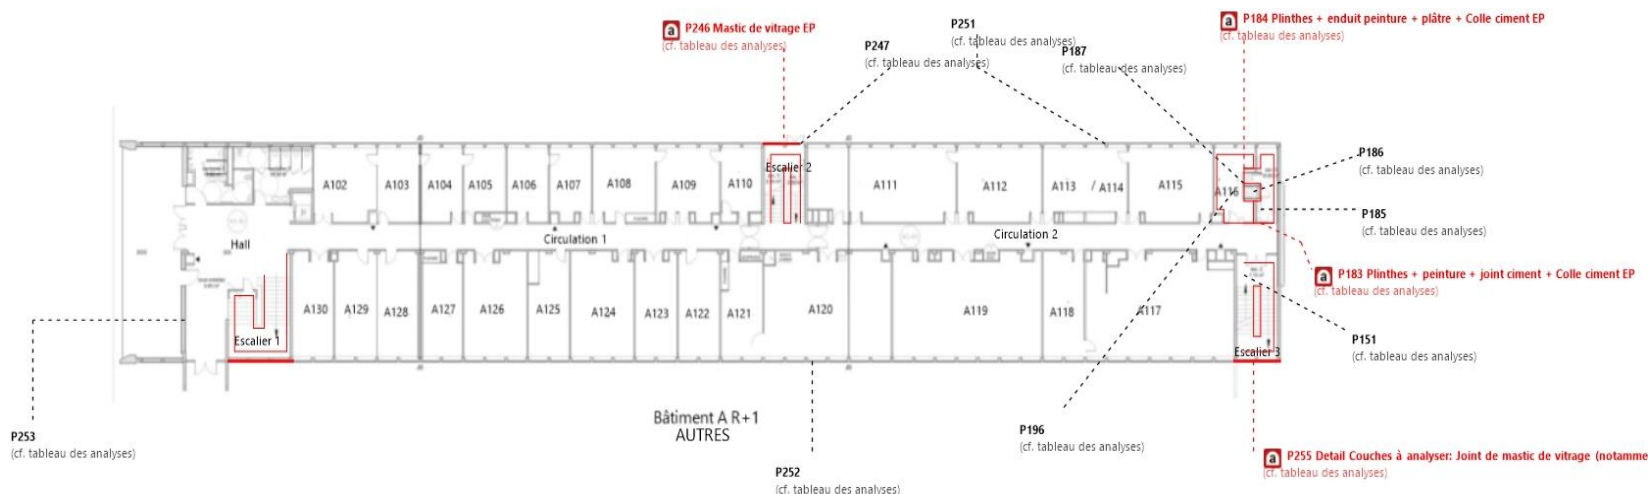 a P246 Mastic de vitrage EP
(cf. tableau des analyses)
P247
(cf. tableau des analyses)
P251
(cf. tableau des analyses)
P187
(cf. tableau des analyses)
a P184 Plinthes + enduit peinture + plâtre + Colle ciment EP
(cf. tableau des analyses)
P186
(cf. tableau des analyses)
P185
(cf. tableau des analyses)
a P183 Plinthes + peinture + joint ciment + Colle ciment EP
(cf. tableau des analyses)
P151
(cf. tableau des analyses)
Escalier 2
A102
A103
A104
A105
A106
A107
A108
A109
A110
A111
A112
A113
/ A114
A115
A116
Hall
Circulation 1
Circulation 2
A130
A129
A128
A127
A126
A125
A124
A123
A122
A121
A120
A119
A118
A117
Escalier 1
Escalier 3
Bâtiment A R+1
AUTRES
P253
(cf. tableau des analyses)
P252
(cf. tableau des analyses)
P196
(cf. tableau des analyses)
a P255 Detail Couches à analyser: Joint de mastic de vitrage (notamme
(cf. tableau des analyses)